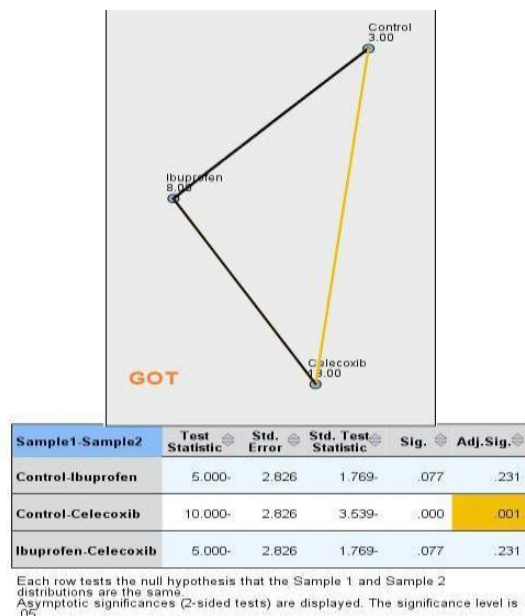 Control
3.00
Ibuprofen
8.00
Celecoxib
13.00
GOT
Sample1-Sample2 Test Statistic Std. Error Std. Test Statistic Sig. Adj.Sig.
Control-Ibuprofen 5.000- 2.826 1.769- .077 .231
Control-Celecoxib 10.000- 2.826 3.539- .000 .001
Ibuprofen-Celecoxib 5.000- 2.826 1.769- .077 .231
Each row tests the null hypothesis that the Sample 1 and Sample 2
distributions are the same.
Asymptotic significances (2-sided tests) are displayed. The significance level is
.05